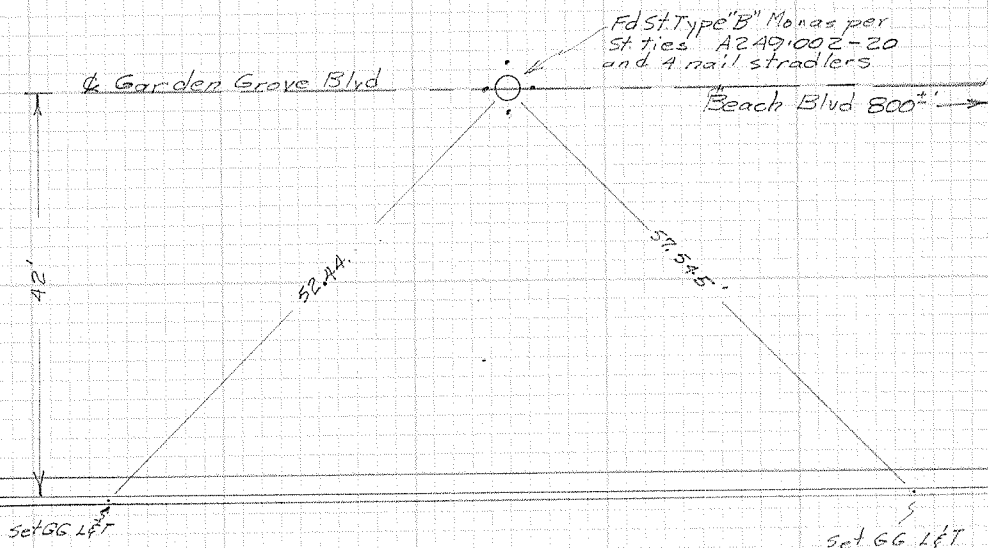 Fd St. Type "B" Mon as per
St. ties A249,002-20
and 4 nail stradlers
℄ Garden Grove Blvd
Beach Blvd 800±'
42'
52.44
57.545'
Set GG L&T
Set GG L&T